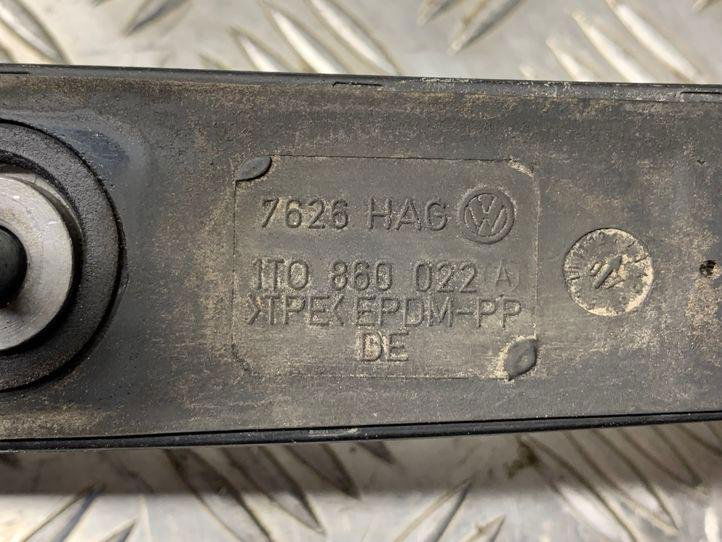 7626 HAG
1T0 860 022 A
>TPE< EPDM-PP
DE